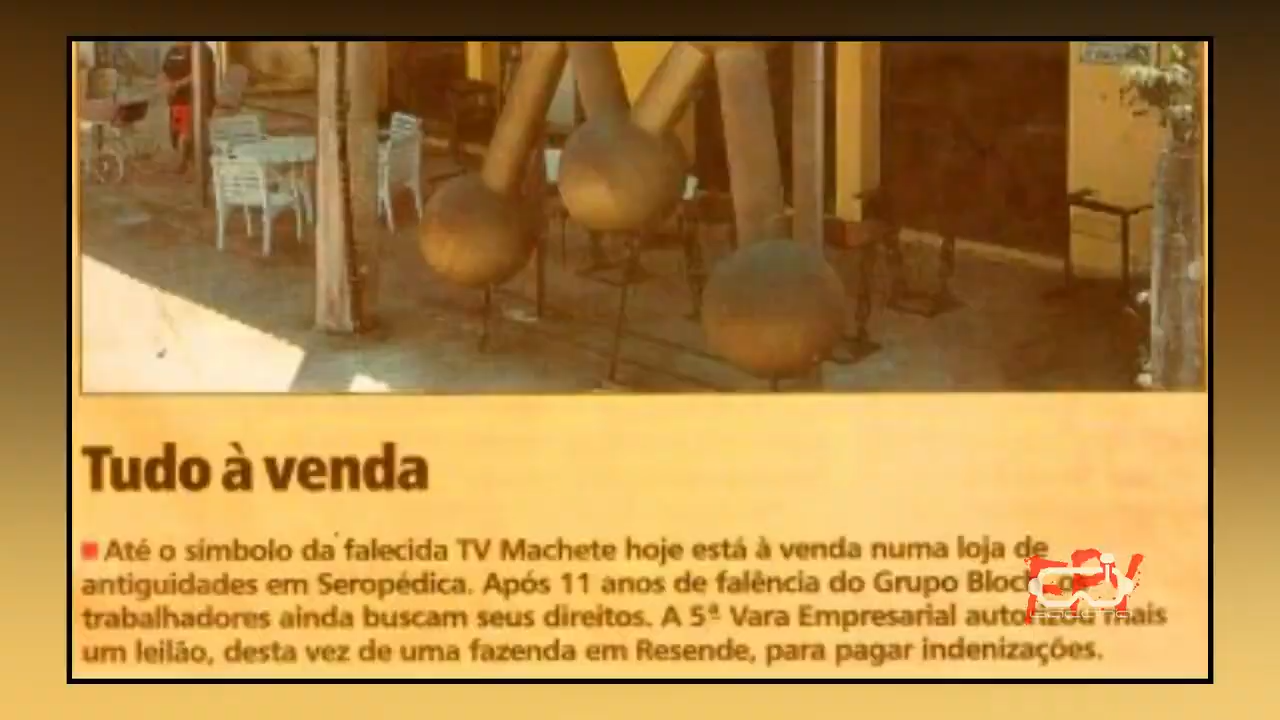 Tudo à venda
Até o símbolo da falecida TV Machete hoje está à venda numa loja de
antiguidades em Seropédica. Após 11 anos de falência do Grupo Bloch, os
trabalhadores ainda buscam seus direitos. A 5ª Vara Empresarial autorizou mais
um leilão, desta vez de uma fazenda em Resende, para pagar indenizações.